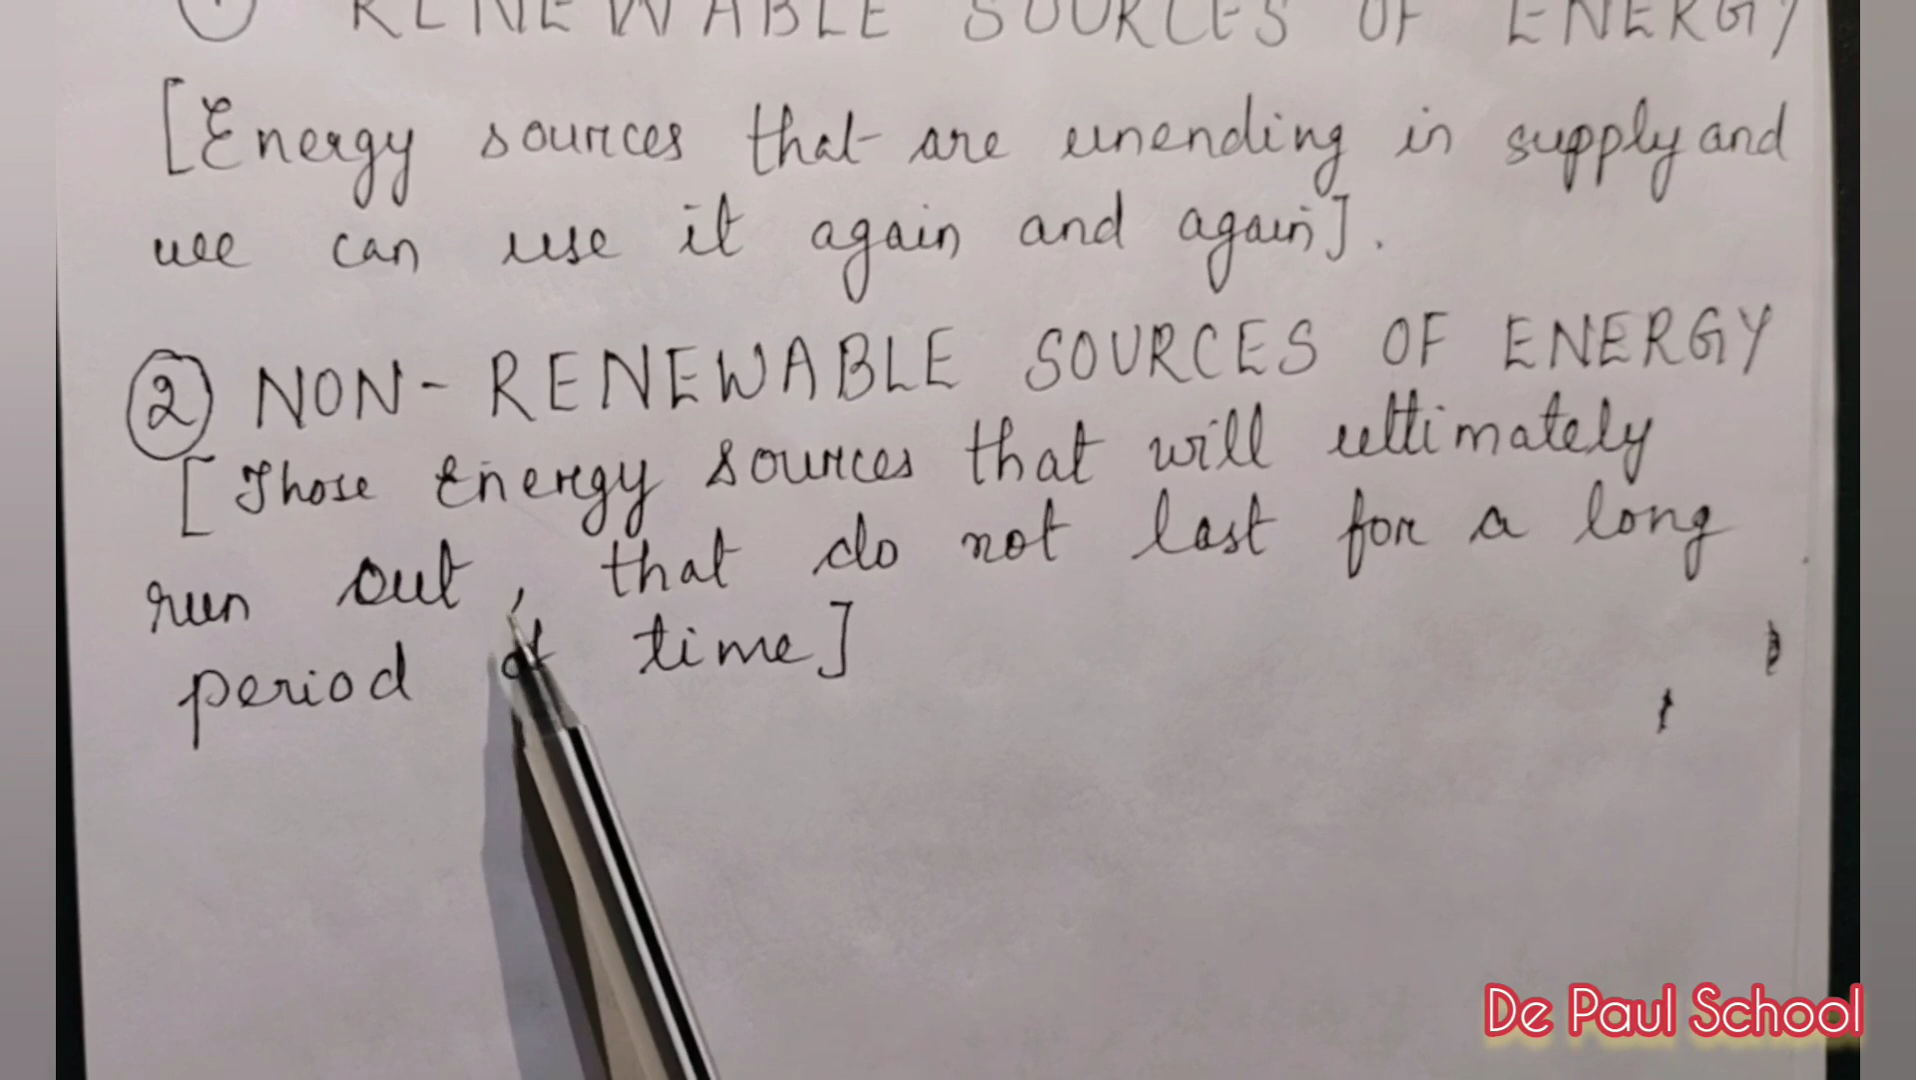 ① RENEWABLE SOURCES OF ENERGY
[Energy sources that are unending in supply and
we can use it again and again].
② NON-RENEWABLE SOURCES OF ENERGY
[Those Energy sources that will ultimately
run out, that do not last for a long
period of time]
De Paul School